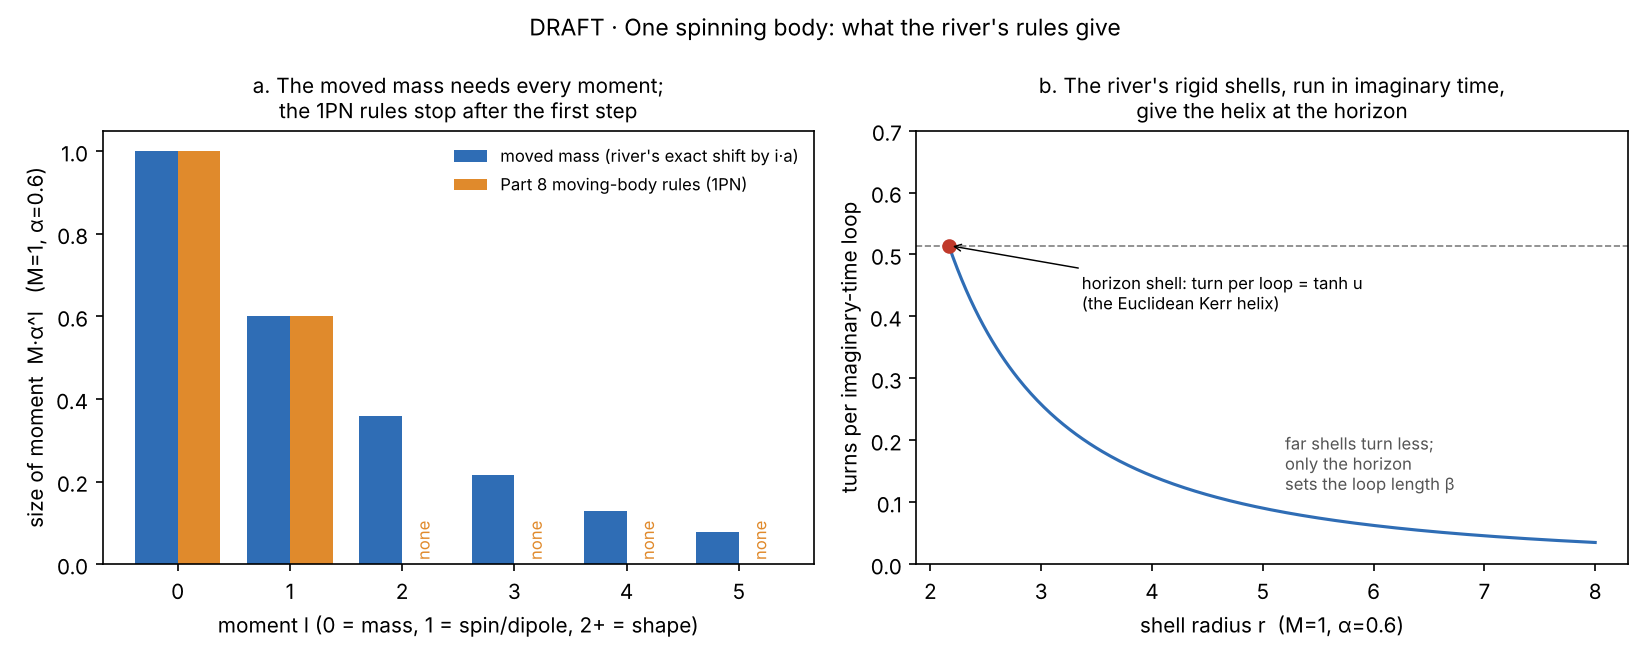 DRAFT · One spinning body: what the river's rules give
a. The moved mass needs every moment;
the 1PN rules stop after the first step
size of moment M·α^l (M=1, α=0.6)
1.0
0.8
0.6
0.4
0.2
0.0
moved mass (river's exact shift by i·a)
Part 8 moving-body rules (1PN)
none
none
none
none
0
1
2
3
4
5
moment l (0 = mass, 1 = spin/dipole, 2+ = shape)
b. The river's rigid shells, run in imaginary time,
give the helix at the horizon
turns per imaginary-time loop
0.7
0.6
0.5
0.4
0.3
0.2
0.1
0.0
horizon shell: turn per loop = tanh u
(the Euclidean Kerr helix)
far shells turn less;
only the horizon
sets the loop length β
2
3
4
5
6
7
8
shell radius r (M=1, α=0.6)